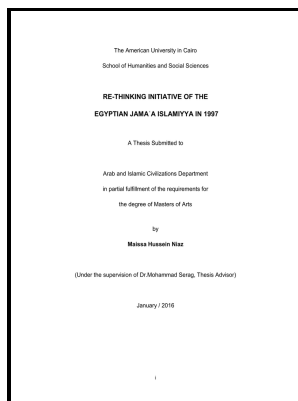 The American University in Cairo
School of Humanities and Social Sciences
RE-THINKING INITIATIVE OF THE
EGYPTIAN JAMA`A ISLAMIYYA IN 1997
A Thesis Submitted to
Arab and Islamic Civilizations Department
in partial fulfillment of the requirements for
the degree of Masters of Arts
by
Maissa Hussein Niaz
(Under the supervision of Dr.Mohammad Serag, Thesis Advisor)
January / 2016